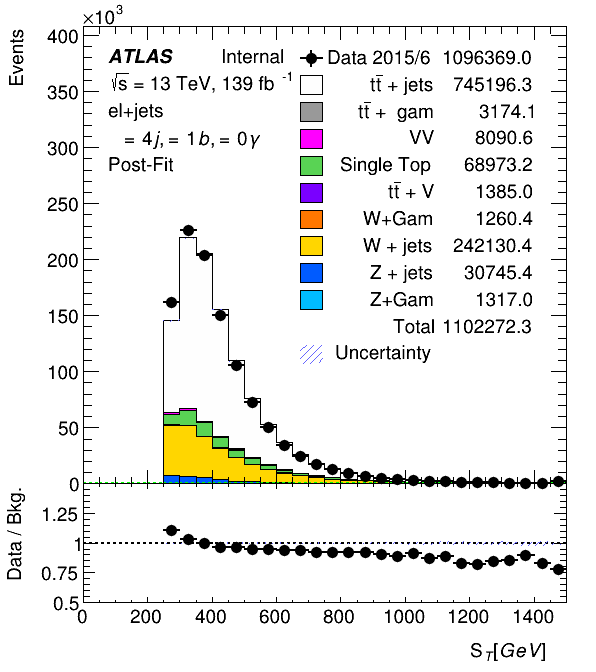 ×10³
Events
400
350
300
250
200
150
100
50
0
ATLAS Internal
√s = 13 TeV, 139 fb⁻¹
el+jets
= 4j, = 1b, = 0γ
Post-Fit
Data 2015/6 1096369.0
tt̄ + jets 745196.3
tt̄ + gam 3174.1
VV 8090.6
Single Top 68973.2
tt̄ + V 1385.0
W+Gam 1260.4
W + jets 242130.4
Z + jets 30745.4
Z+Gam 1317.0
Total 1102272.3
Uncertainty
Data / Bkg.
1.25
1
0.75
0.5
0 200 400 600 800 1000 1200 1400
S_T[GeV]